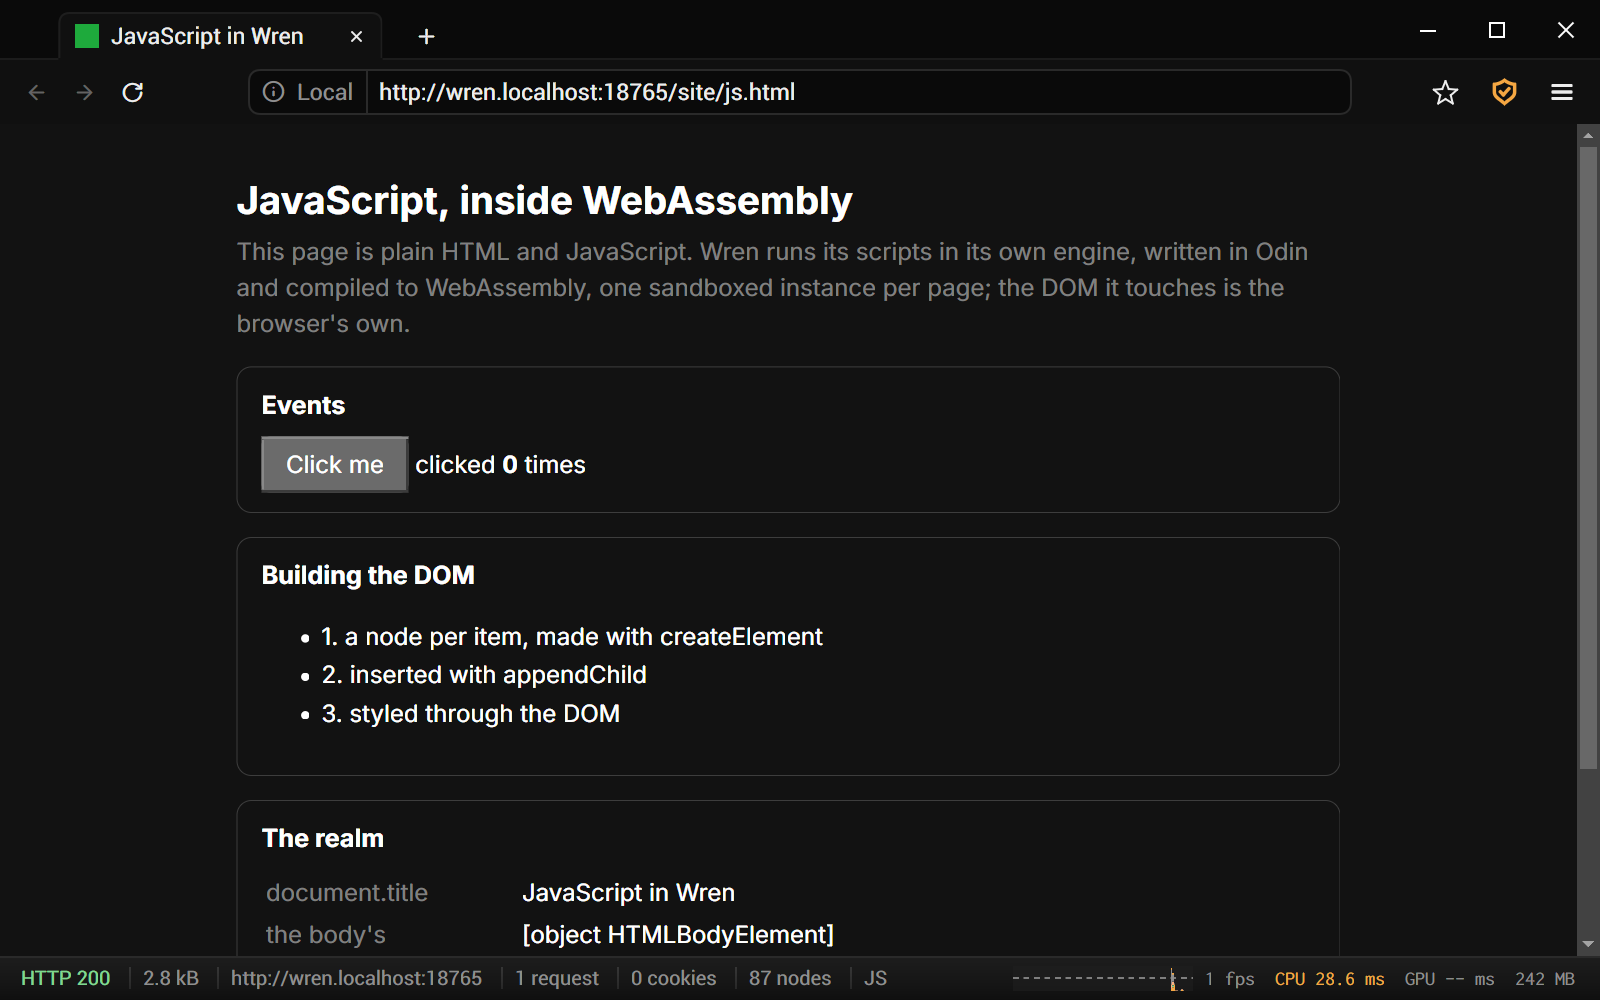 JavaScript in Wren
Local
http://wren.localhost:18765/site/js.html
JavaScript, inside WebAssembly
This page is plain HTML and JavaScript. Wren runs its scripts in its own engine, written in Odin
and compiled to WebAssembly, one sandboxed instance per page; the DOM it touches is the
browser's own.
Events
Click me clicked 0 times
Building the DOM
• 1. a node per item, made with createElement
• 2. inserted with appendChild
• 3. styled through the DOM
The realm
document.title JavaScript in Wren
the body's [object HTMLBodyElement]
HTTP 200 2.8 kB http://wren.localhost:18765 1 request 0 cookies 87 nodes JS 1 fps CPU 28.6 ms GPU -- ms 242 MB